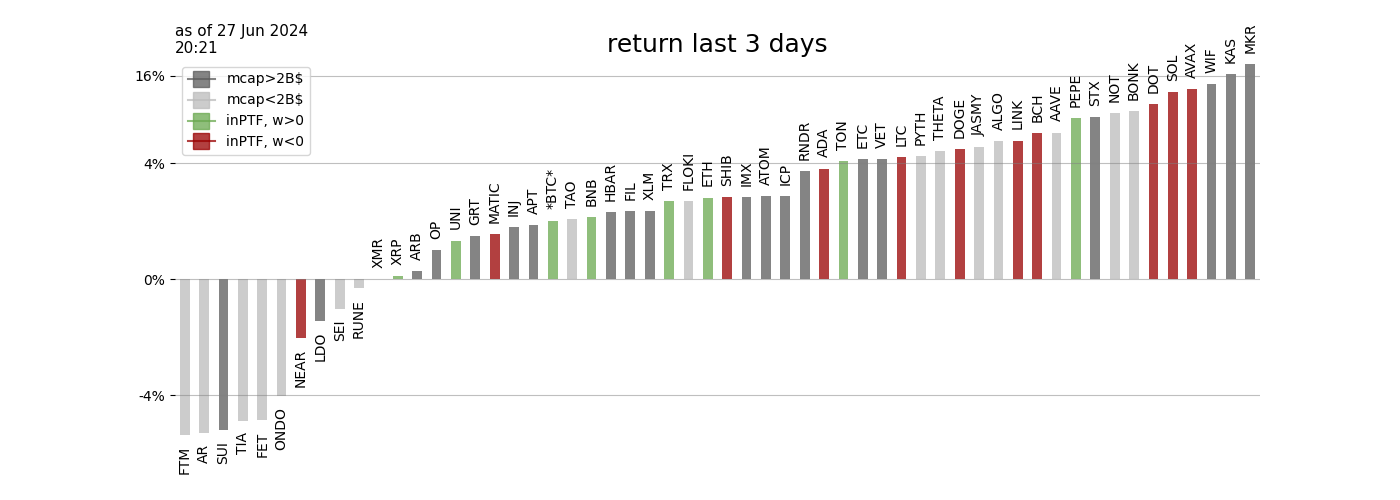 as of 27 Jun 2024
20:21
return last 3 days
mcap>2B$
mcap<2B$
inPTF, w>0
inPTF, w<0
16%
4%
0%
-4%
FTM
AR
SUI
TIA
FET
ONDO
NEAR
LDO
SEI
RUNE
XMR
XRP
ARB
OP
UNI
GRT
MATIC
INJ
APT
*BTC*
TAO
BNB
HBAR
FIL
XLM
TRX
FLOKI
ETH
SHIB
IMX
ATOM
ICP
RNDR
ADA
TON
ETC
VET
LTC
PYTH
THETA
DOGE
JASMY
ALGO
LINK
BCH
AAVE
PEPE
STX
NOT
BONK
DOT
SOL
AVAX
WIF
KAS
MKR